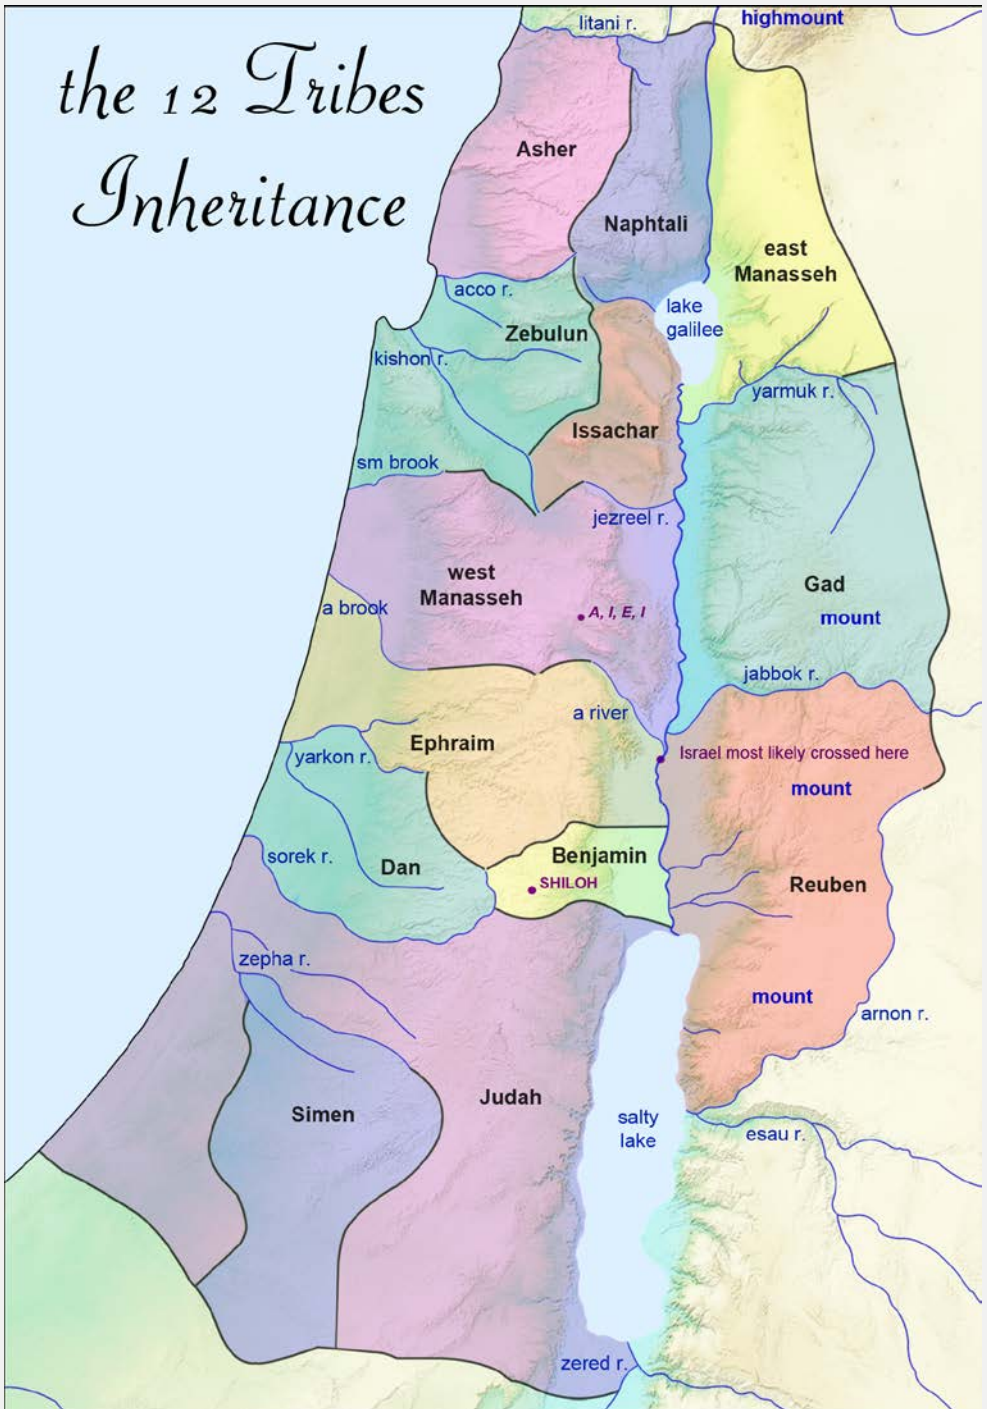 the 12 Tribes
Inheritance
litani r.
highmount
Asher
Naphtali
east
Manasseh
acco r.
Zebulun
lake
galilee
kishon r.
yarmuk r.
Issachar
sm brook
jezreel r.
west
Manasseh
A, I, E, I
Gad
mount
a brook
jabbok r.
a river
Ephraim
yarkon r.
Israel most likely crossed here
mount
sorek r.
Dan
Benjamin
SHILOH
Reuben
zepha r.
mount
arnon r.
Simen
Judah
salty
lake
esau r.
zered r.